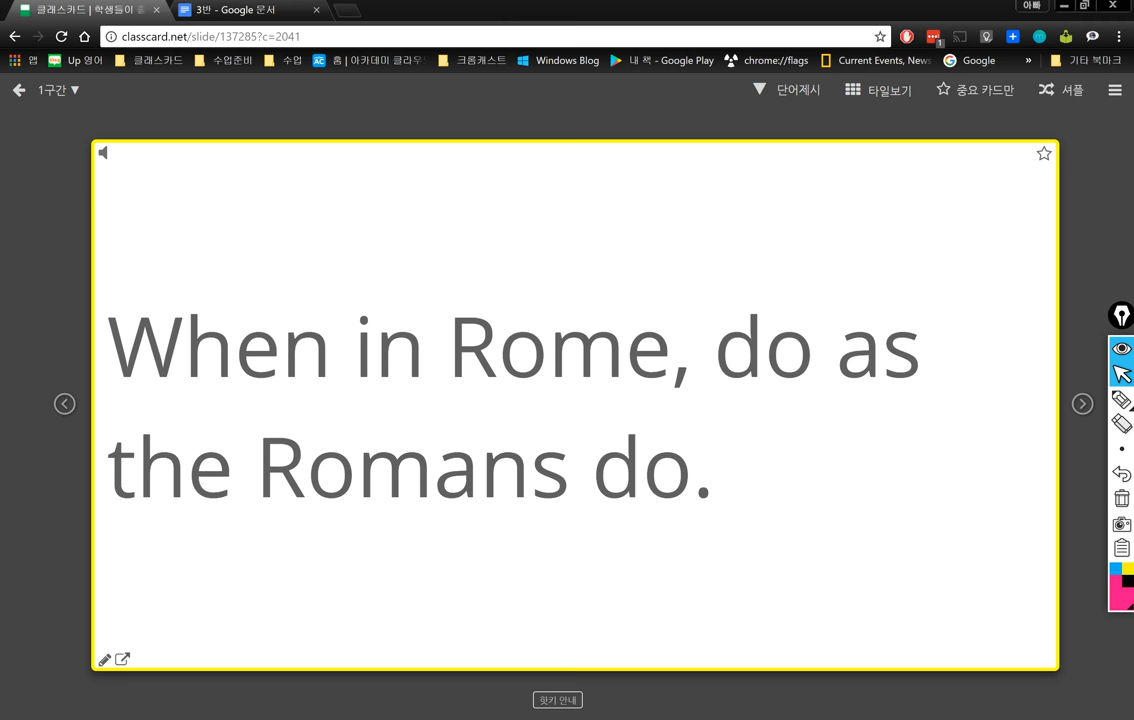 클래스카드 | 학생들이 
3반 - Google 문서
아빠
classcard.net/slide/137285?c=2041
1
앱
Up 영어
클래스카드
수업준비
수업
AC
홈 | 아카데미 클라우
크롬캐스트
Windows Blog
내 책 - Google Play
chrome://flags
Current Events, News
G
Google
»
기타 북마크
1구간 ▼
▼ 단어제시
타일보기
중요 카드만
셔플
When in Rome, do as
the Romans do.
핫키 안내